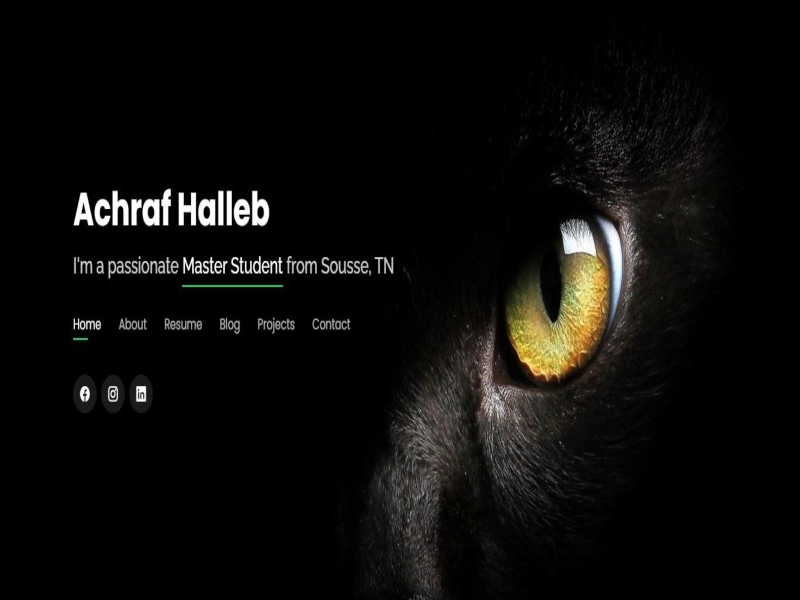 Achraf Halleb
I'm a passionate Master Student from Sousse, TN
Home About Resume Blog Projects Contact